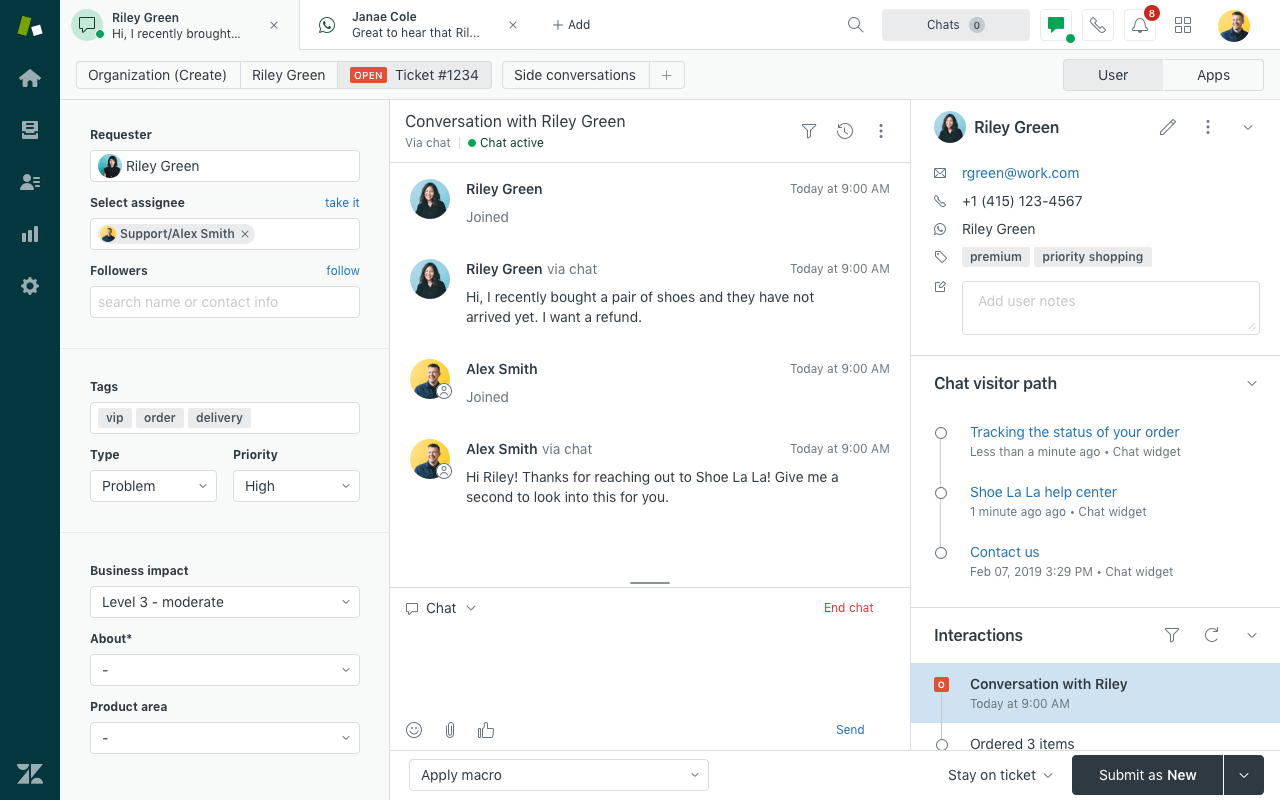 Riley Green
Hi, I recently brought...
Janae Cole
Great to hear that Ril...
Add
Chats 0
8
Organization (Create)
Riley Green
OPEN Ticket #1234
Side conversations
User
Apps
Requester
Riley Green
Select assignee
take it
Support/Alex Smith
Followers
follow
search name or contact info
Tags
vip
order
delivery
Type
Priority
Problem
High
Business impact
Level 3 - moderate
About*
-
Product area
-
Conversation with Riley Green
Via chat
Chat active
Riley Green
Today at 9:00 AM
Joined
Riley Green via chat
Today at 9:00 AM
Hi, I recently bought a pair of shoes and they have not
arrived yet. I want a refund.
Alex Smith
Today at 9:00 AM
Joined
Alex Smith via chat
Today at 9:00 AM
Hi Riley! Thanks for reaching out to Shoe La La! Give me a
second to look into this for you.
Chat
End chat
Send
Apply macro
Stay on ticket
Submit as New
Riley Green
rgreen@work.com
+1 (415) 123-4567
Riley Green
premium
priority shopping
Add user notes
Chat visitor path
Tracking the status of your order
Less than a minute ago • Chat widget
Shoe La La help center
1 minute ago ago • Chat widget
Contact us
Feb 07, 2019 3:29 PM • Chat widget
Interactions
O
Conversation with Riley
Today at 9:00 AM
Ordered 3 items